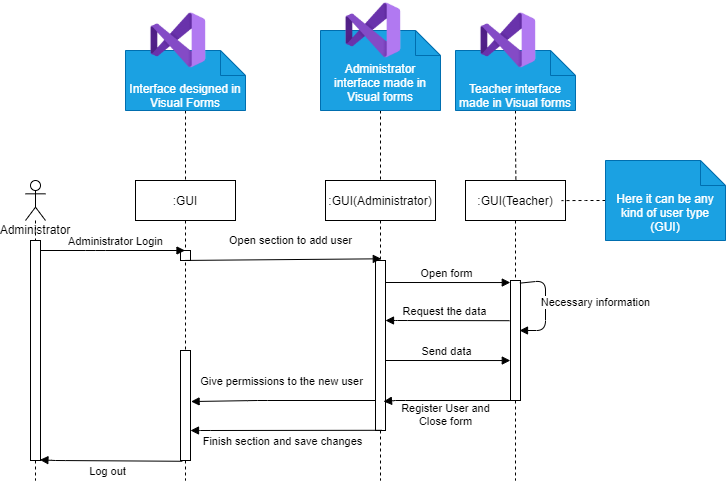 Interface designed in
Visual Forms
Administrator
interface made in
Visual forms
Teacher interface
made in Visual forms
:GUI
:GUI(Administrator)
:GUI(Teacher)
Here it can be any
kind of user type
(GUI)
Administrator
Administrator Login
Open section to add user
Open form
Necessary information
Request the data
Send data
Give permissions to the new user
Register User and
Close form
Finish section and save changes
Log out